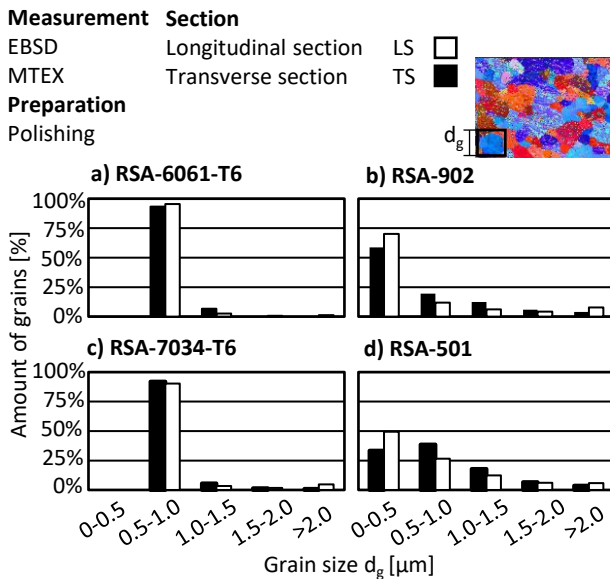 Measurement Section
EBSD Longitudinal section LS
MTEX Transverse section TS
Preparation
Polishing
d_g
a) RSA-6061-T6 b) RSA-902
100%
75%
50%
25%
0%
c) RSA-7034-T6 d) RSA-501
100%
75%
50%
25%
0%
Amount of grains [%]
0-0.5 0.5-1.0 1.0-1.5 1.5-2.0 >2.0 0-0.5 0.5-1.0 1.0-1.5 1.5-2.0 >2.0
Grain size d_g [µm]